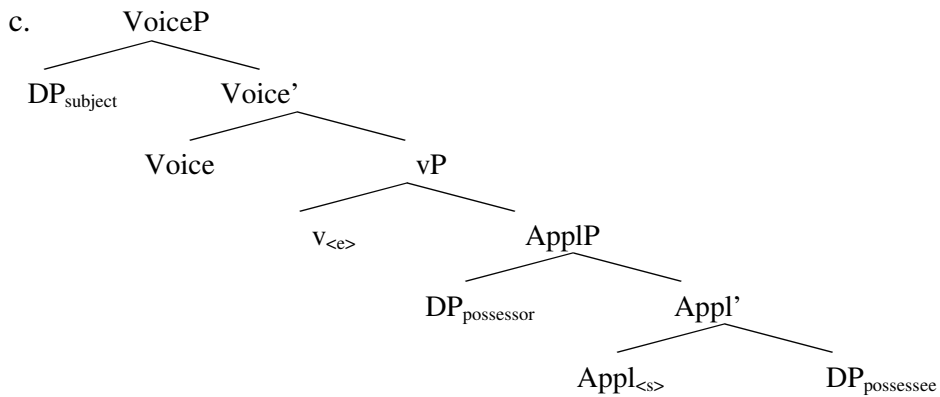 c. VoiceP
DPsubject Voice’
Voice vP
v<e> ApplP
DPpossessor Appl’
Appl<s> DPpossessee